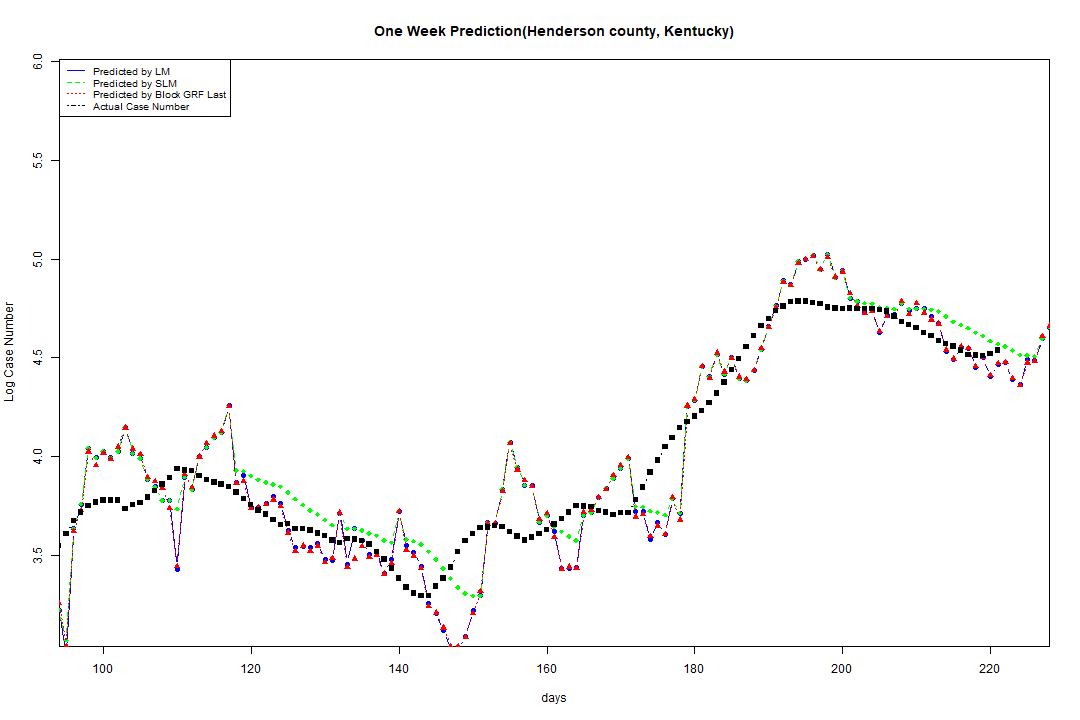 One Week Prediction(Henderson county, Kentucky)
Predicted by LM
Predicted by SLM
Predicted by Block GRF Last
Actual Case Number
6.0
5.5
5.0
4.5
4.0
3.5
Log Case Number
100 120 140 160 180 200 220
days